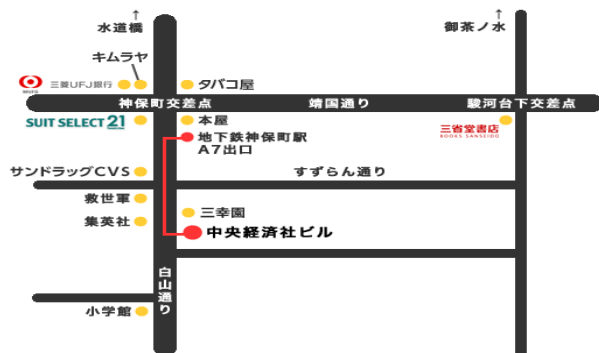 ↑
水道橋
↑
御茶ノ水
キムラヤ
MUFG
三菱UFJ銀行
タバコ屋
神保町交差点
靖国通り
駿河台下交差点
SUIT SELECT 21
本屋
三省堂書店
BOOKS SANSEIDO
地下鉄神保町駅
A7出口
サンドラッグCVS
すずらん通り
救世軍
三幸園
集英社
中央経済社ビル
白山通り
小学館